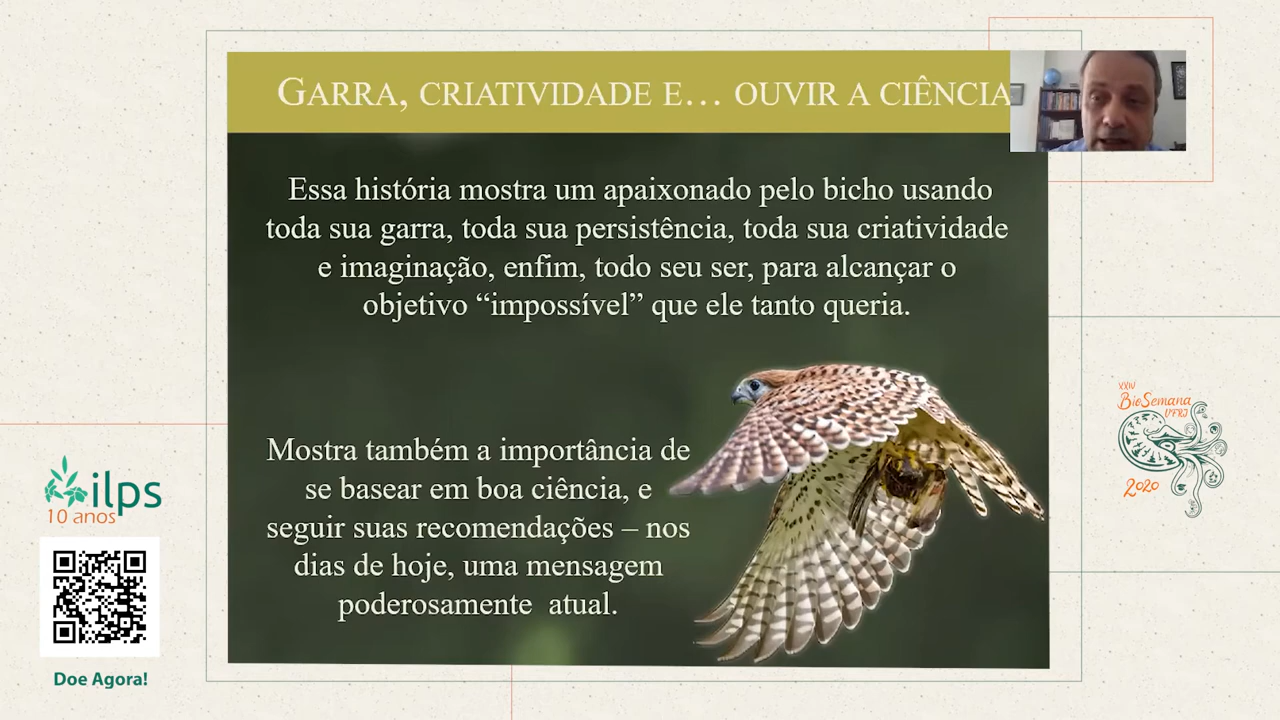 GARRA, CRIATIVIDADE E… OUVIR A CIÊNCIA
Essa história mostra um apaixonado pelo bicho usando
toda sua garra, toda sua persistência, toda sua criatividade
e imaginação, enfim, todo seu ser, para alcançar o
objetivo “impossível” que ele tanto queria.
Mostra também a importância de
se basear em boa ciência, e
seguir suas recomendações – nos
dias de hoje, uma mensagem
poderosamente atual.
ilps
10 anos
Doe Agora!
XXIV
BioSemana
UFRJ
2020